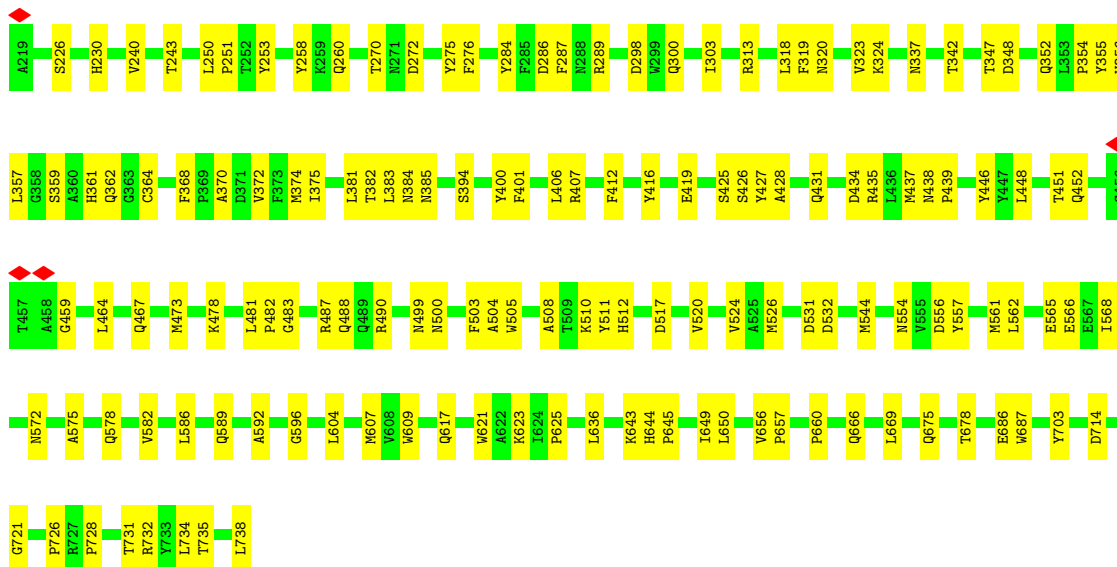 A219 S226 H230 V240 T243 L250 P251 T252 Y253 Y258 K259 Q260 T270 N271 D272 Y275 F276 Y284 F285 D286 F287 N288 R289 D298 W299 Q300 I303 R313 L318 F319 N320 V323 K324 N337 T342 T347 D348 Q352 L353 P354 Y355
L357 G358 S359 A360 H361 Q362 G363 C364 F368 P369 A370 D371 V372 F373 M374 I375 L381 T382 L383 N384 N385 S394 Y400 F401 L406 R407 F412 Y416 E419 S425 S426 Y427 A428 Q431 D434 R435 L436 M437 N438 P439 Y446 Y447 L448 T451 Q452
T457 A458 G459 L464 Q467 M473 K478 L481 P482 G483 R487 Q488 Q489 R490 N499 N500 F503 A504 W505 A508 T509 K510 Y511 H512 D517 V520 V524 A525 M526 D531 D532 M544 N554 V555 D556 Y557 M561 L562 E565 E566 E567 I568
N572 A575 Q578 V582 L586 Q589 A592 G596 L604 M607 V608 W609 Q617 W621 A622 K623 I624 P625 L636 K643 H644 P645 I649 L650 V656 P657 P660 Q666 L669 Q675 T678 E686 W687 Y703 D714
G721 P726 R727 P728 T731 R732 Y733 L734 T735 L738